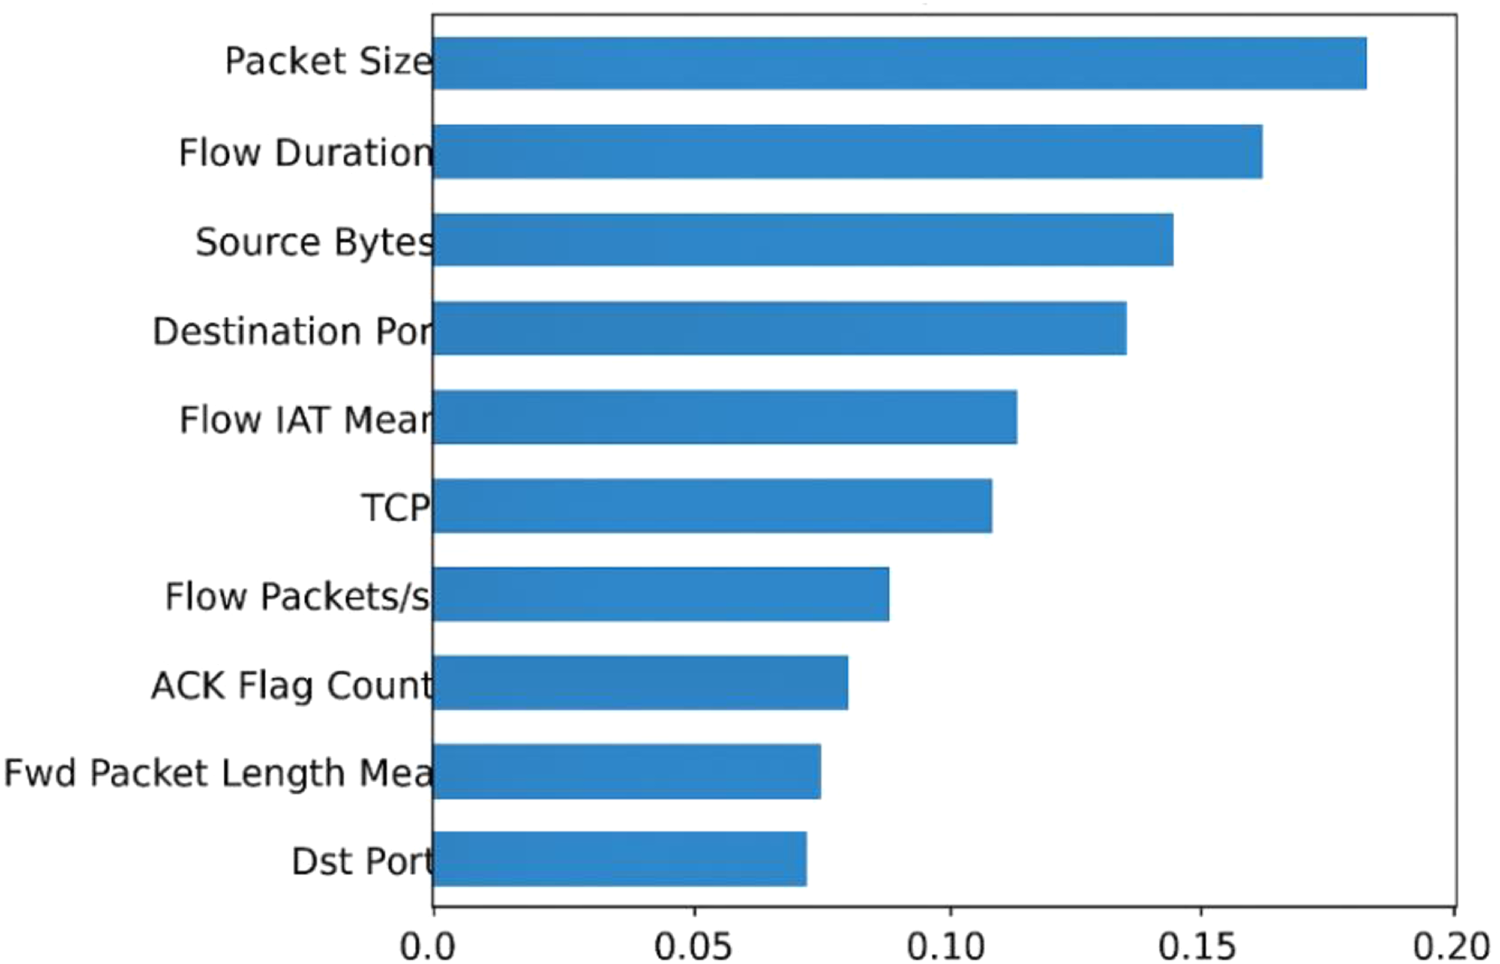 Packet Size
Flow Duration
Source Bytes
Destination Por
Flow IAT Mear
TCP
Flow Packets/s
ACK Flag Count
Fwd Packet Length Mea
Dst Port
0.0 0.05 0.10 0.15 0.20